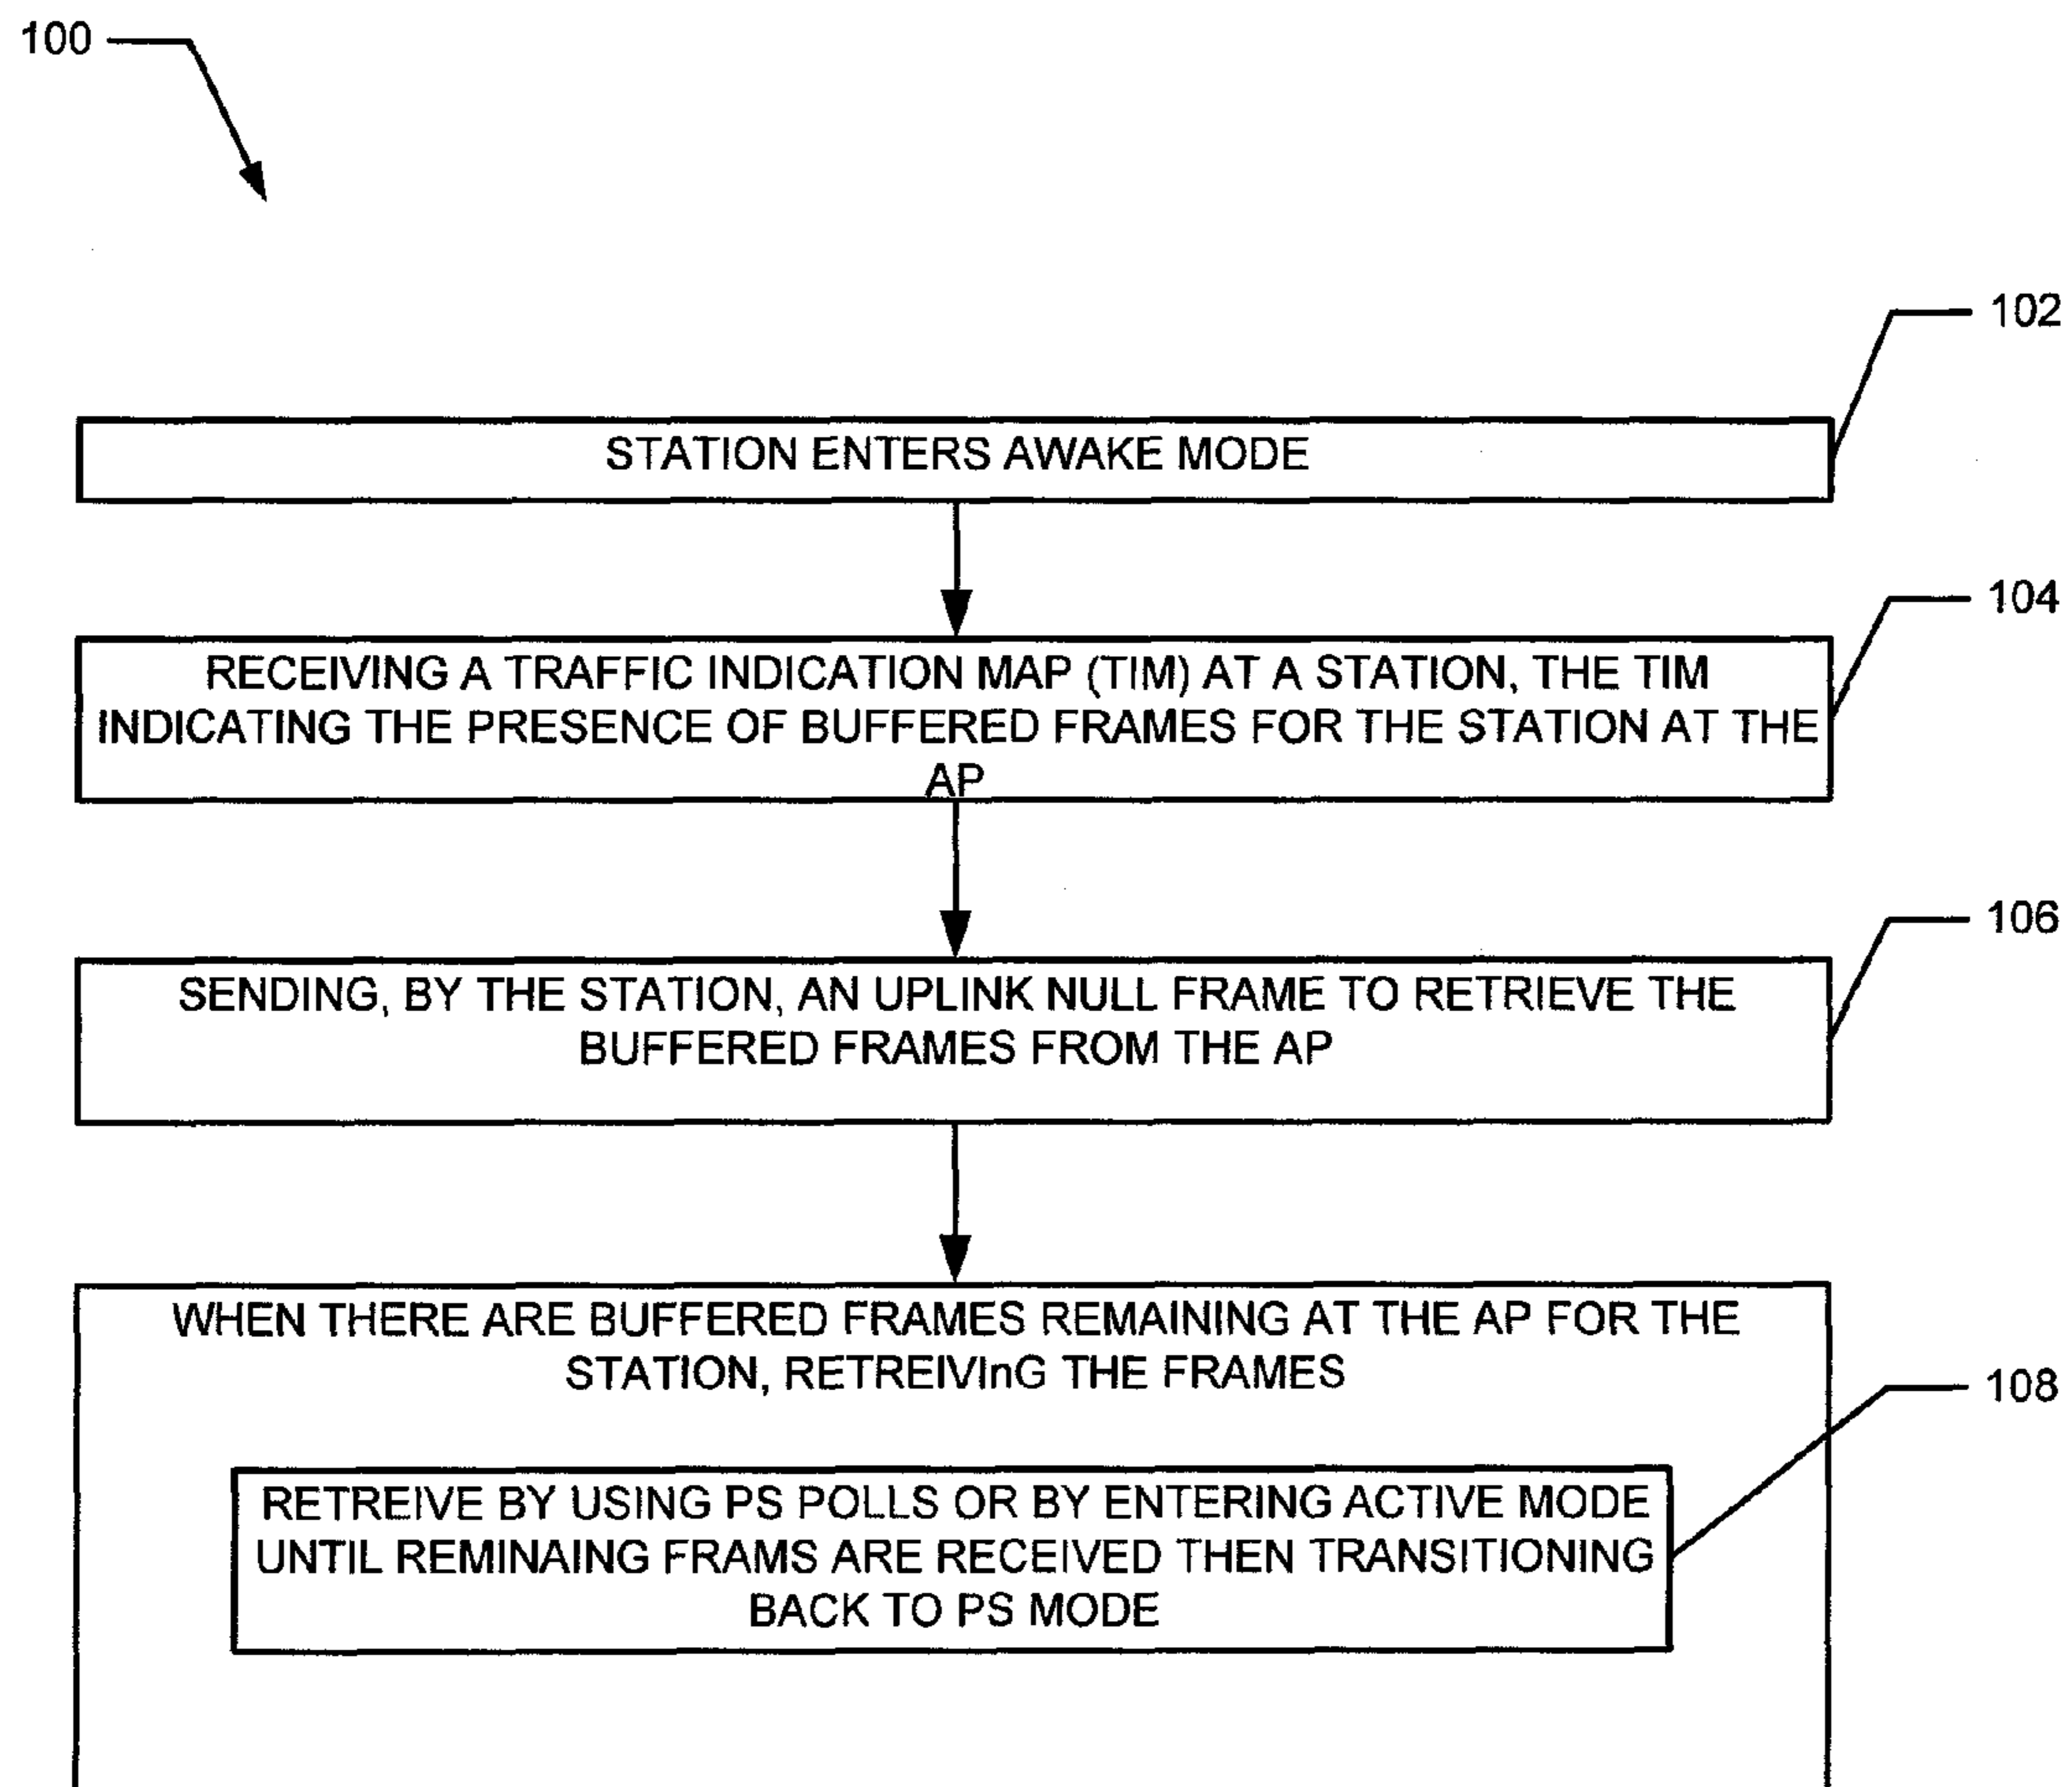 100
102
STATION ENTERS AWAKE MODE
104
RECEIVING A TRAFFIC INDICATION MAP (TIM) AT A STATION, THE TIM
INDICATING THE PRESENCE OF BUFFERED FRAMES FOR THE STATION AT THE
AP
106
SENDING, BY THE STATION, AN UPLINK NULL FRAME TO RETRIEVE THE
BUFFERED FRAMES FROM THE AP
WHEN THERE ARE BUFFERED FRAMES REMAINING AT THE AP FOR THE
STATION, RETREIVInG THE FRAMES
108
RETREIVE BY USING PS POLLS OR BY ENTERING ACTIVE MODE
UNTIL REMINAING FRAMS ARE RECEIVED THEN TRANSITIONING
BACK TO PS MODE